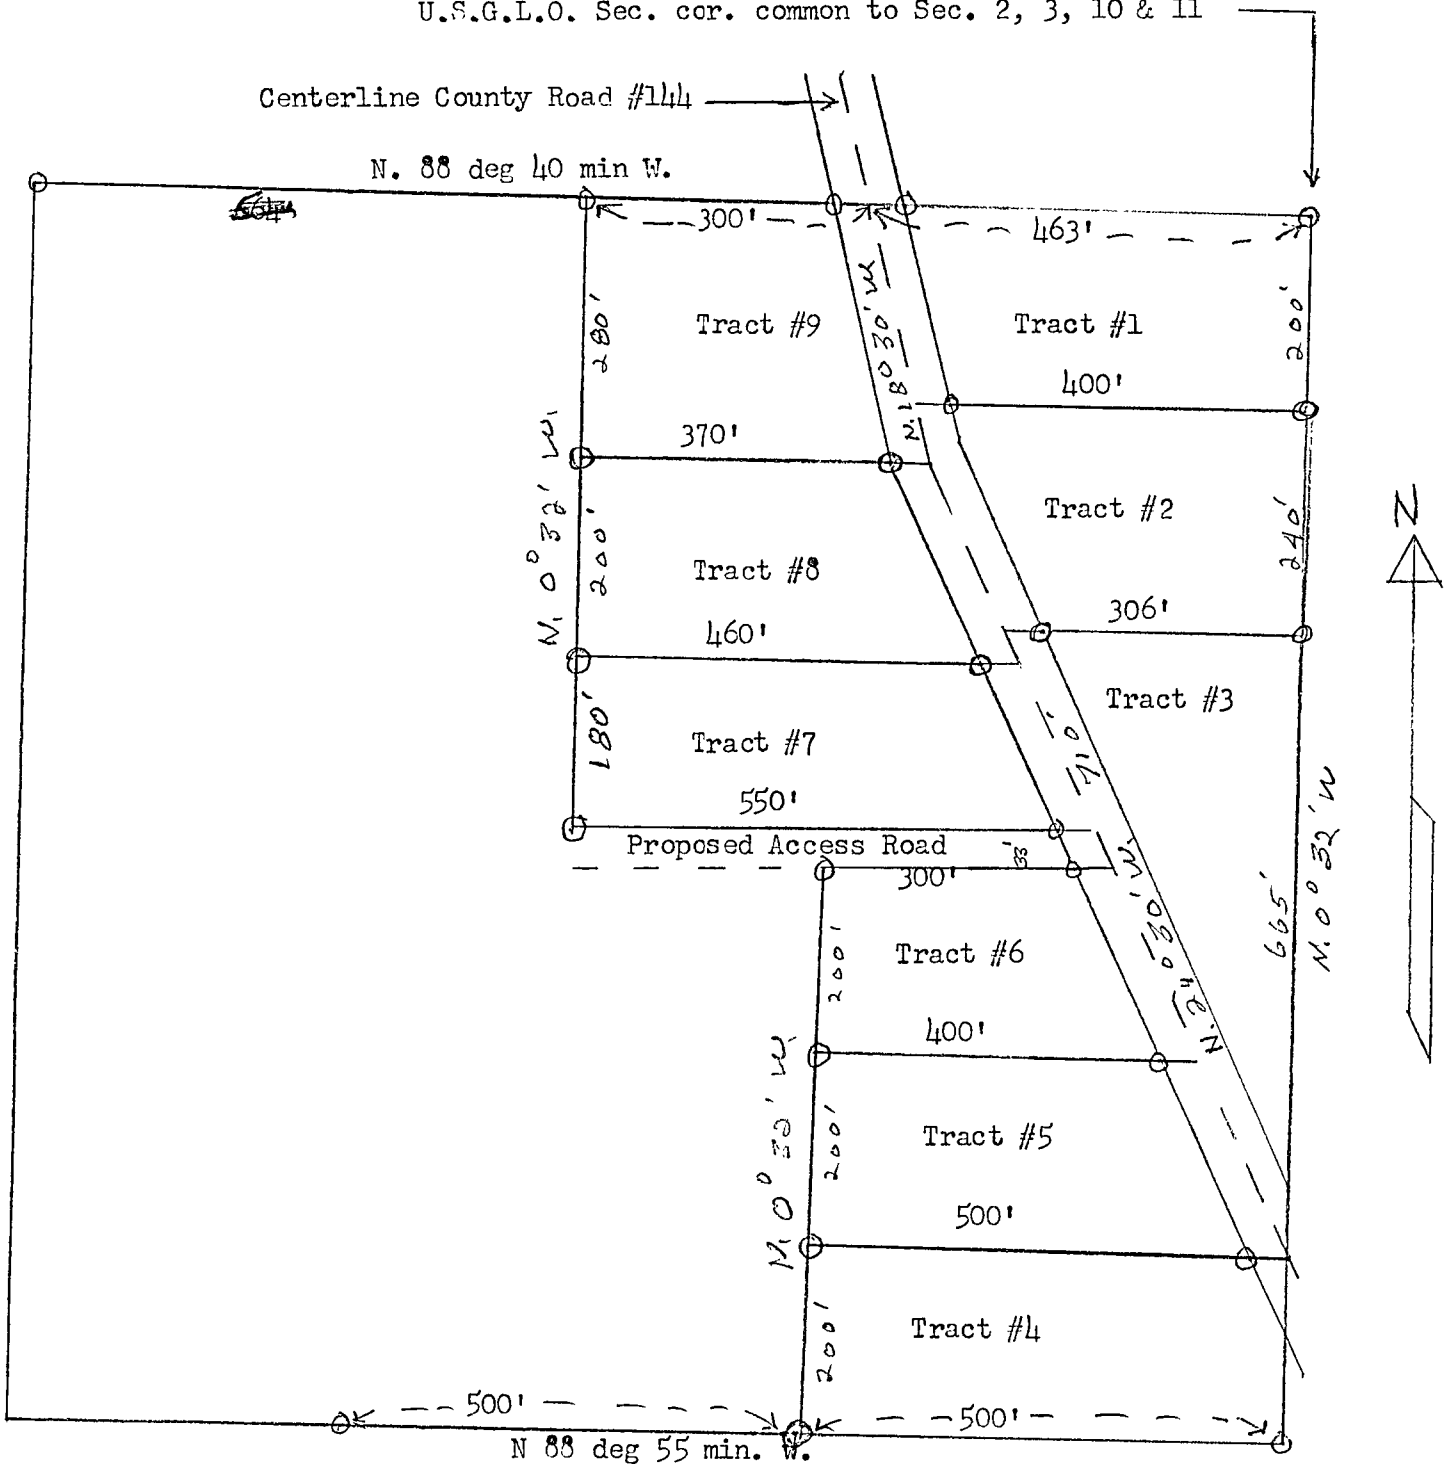 U.S.G.L.O. Sec. cor. common to Sec. 2, 3, 10 & 11
Centerline County Road #144
N. 88 deg 40 min W.
300'
463'
N. 18° 30' W
280'
Tract #9
Tract #1
200'
400'
370'
N. 0° 32' W.
200'
Tract #8
Tract #2
240'
N
306'
460'
Tract #3
180'
Tract #7
710'
550'
Proposed Access Road
33'
300'
N. 24° 30' W.
665'
N. 0° 32' W
200'
Tract #6
400'
N. 0° 32' W.
200'
Tract #5
500'
200'
Tract #4
500'
500'
N 88 deg 55 min. W.